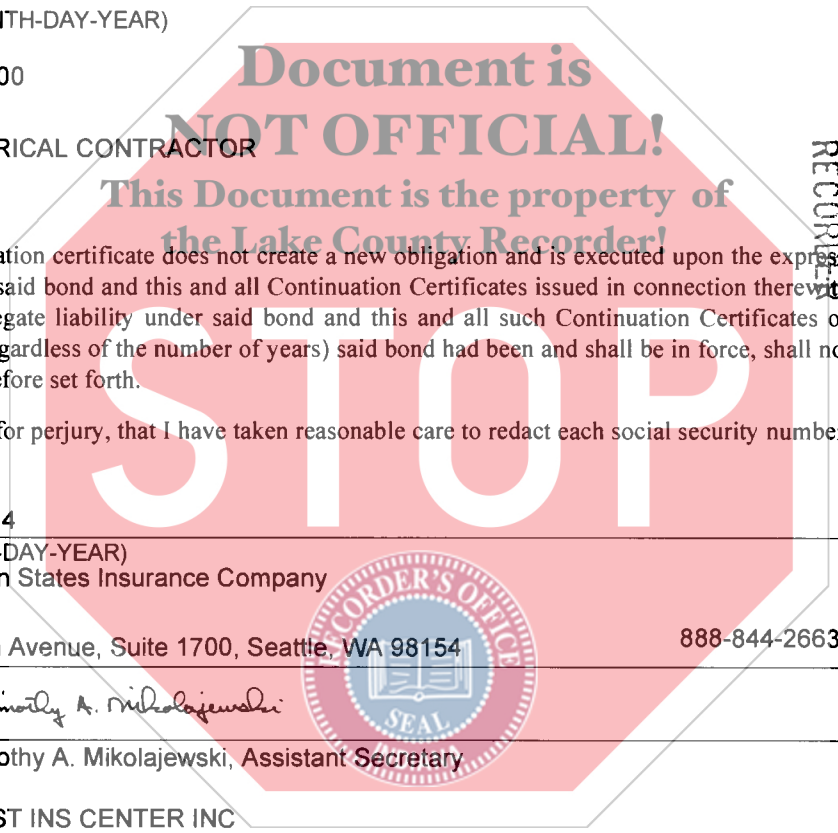 TH-DAY-YEAR)
Document is
00
NOT OFFICIAL!
RICAL CONTRACTOR
RECORDER
This Document is the property of
the Lake County Recorder!
ation certificate does not create a new obligation and is executed upon the expres
said bond and this and all Continuation Certificates issued in connection therewit
egate liability under said bond and this and all such Continuation Certificates o
gardless of the number of years) said bond had been and shall be in force, shall no
efore set forth.
for perjury, that I have taken reasonable care to redact each social security number
STOP
4
-DAY-YEAR)
n States Insurance Company
RECORDER'S OFFICE
Avenue, Suite 1700, Seattle, WA 98154
888-844-2663
mothy A. Mikolajewski
SEAL
INDIANA
othy A. Mikolajewski, Assistant Secretary
ST INS CENTER INC